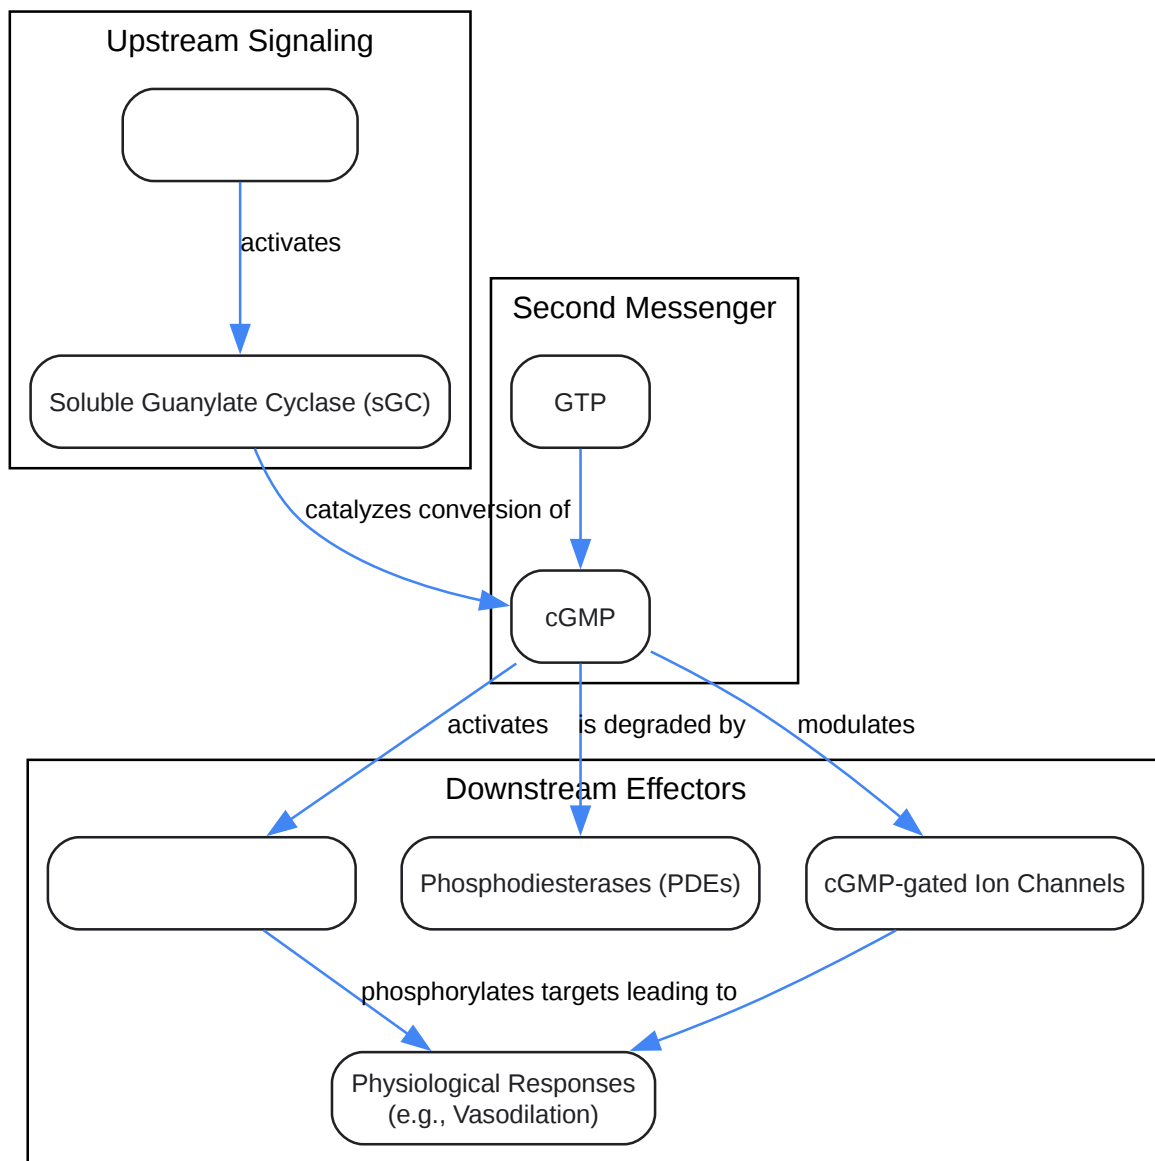 Upstream Signaling
activates
Soluble Guanylate Cyclase (sGC)
Second Messenger
GTP
catalyzes conversion of
cGMP
activates
is degraded by
modulates
Downstream Effectors
Phosphodiesterases (PDEs)
cGMP-gated Ion Channels
phosphorylates targets leading to
Physiological Responses
(e.g., Vasodilation)